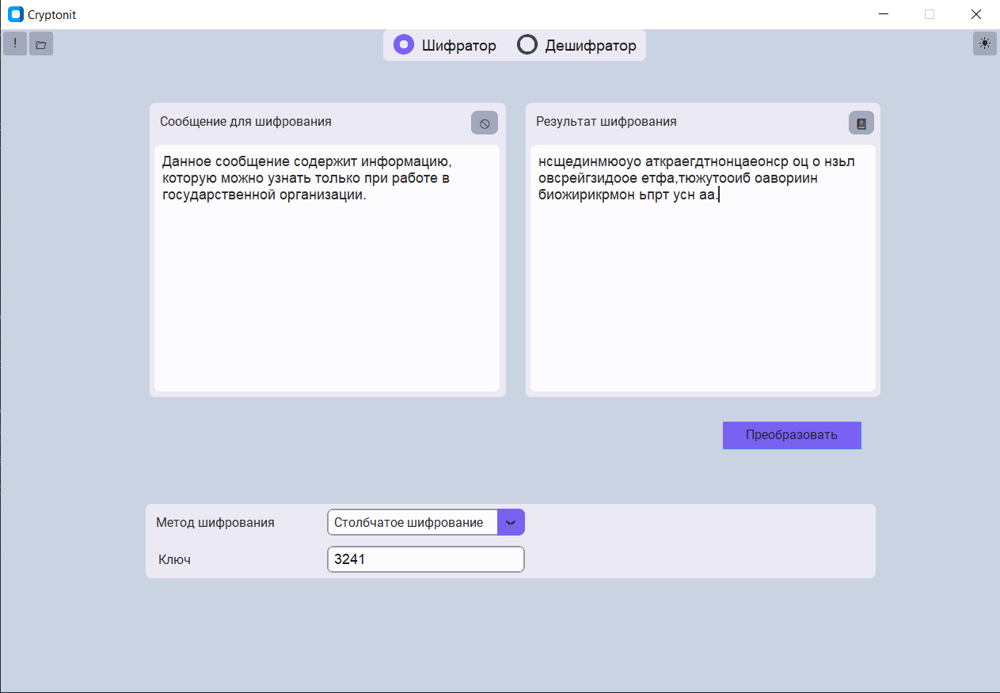 Cryptonit
!
Шифратор
Дешифратор
Сообщение для шифрования
Данное сообщение содержит информацию,
которую можно узнать только при работе в
государственной организации.
Результат шифрования
нсщединмюоуо аткраегдтнонцаеонср оц о нзьл
овсрейгзидоое етфа,тюжутооиб оавориин
биожирикрмон ьпрт усн аа.
Преобразовать
Метод шифрования
Столбчатое шифрование
Ключ
3241